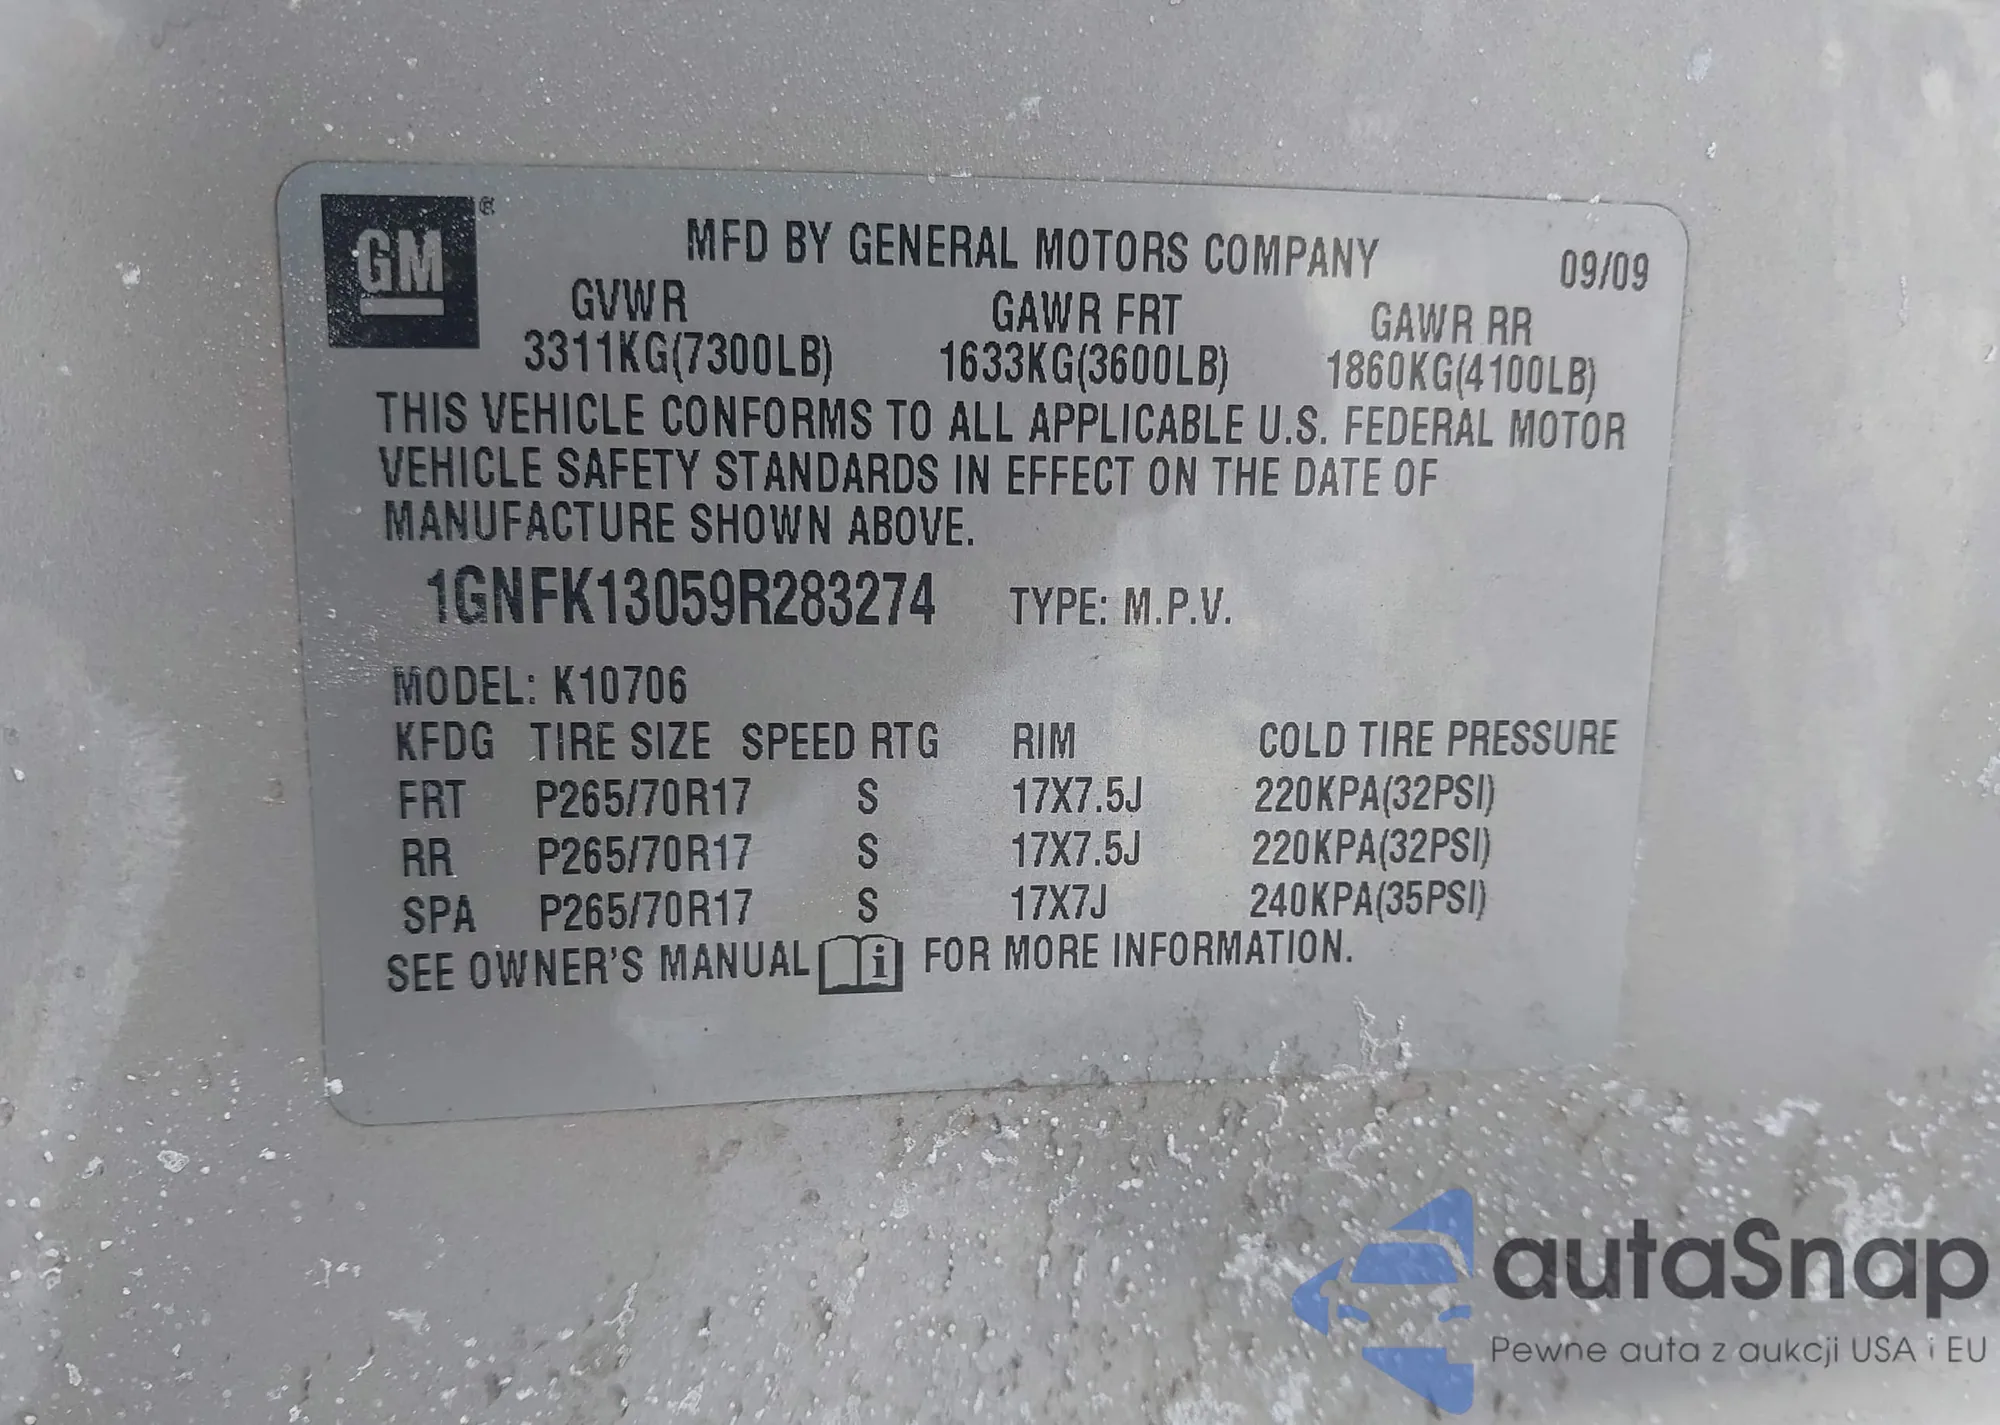 GM®
MFD BY GENERAL MOTORS COMPANY 09/09
GVWR GAWR FRT GAWR RR
3311KG(7300LB) 1633KG(3600LB) 1860KG(4100LB)
THIS VEHICLE CONFORMS TO ALL APPLICABLE U.S. FEDERAL MOTOR
VEHICLE SAFETY STANDARDS IN EFFECT ON THE DATE OF
MANUFACTURE SHOWN ABOVE.
1GNFK13059R283274 TYPE: M.P.V.
MODEL: K10706
KFDG TIRE SIZE SPEED RTG RIM COLD TIRE PRESSURE
FRT P265/70R17 S 17X7.5J 220KPA(32PSI)
RR P265/70R17 S 17X7.5J 220KPA(32PSI)
SPA P265/70R17 S 17X7J 240KPA(35PSI)
SEE OWNER'S MANUAL i FOR MORE INFORMATION.
autaSnap
Pewne auta z aukcji USA i EU